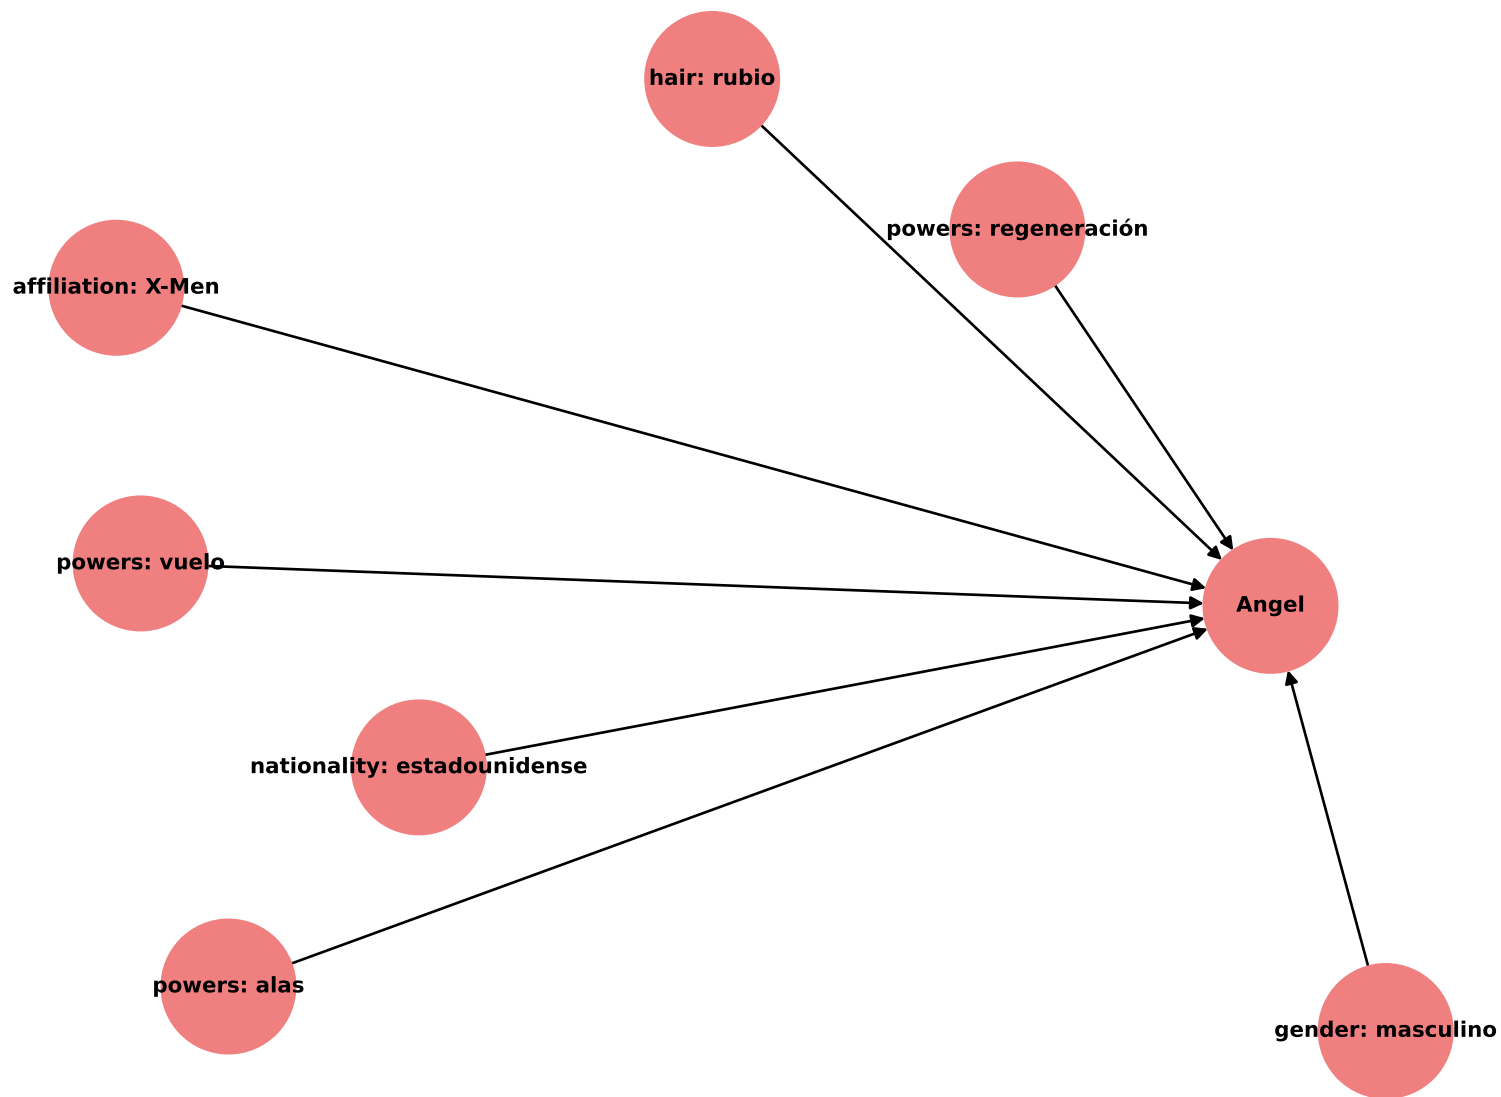 hair: rubio
powers: regeneración
affiliation: X-Men
powers: vuelo
Angel
nationality: estadounidense
powers: alas
gender: masculino